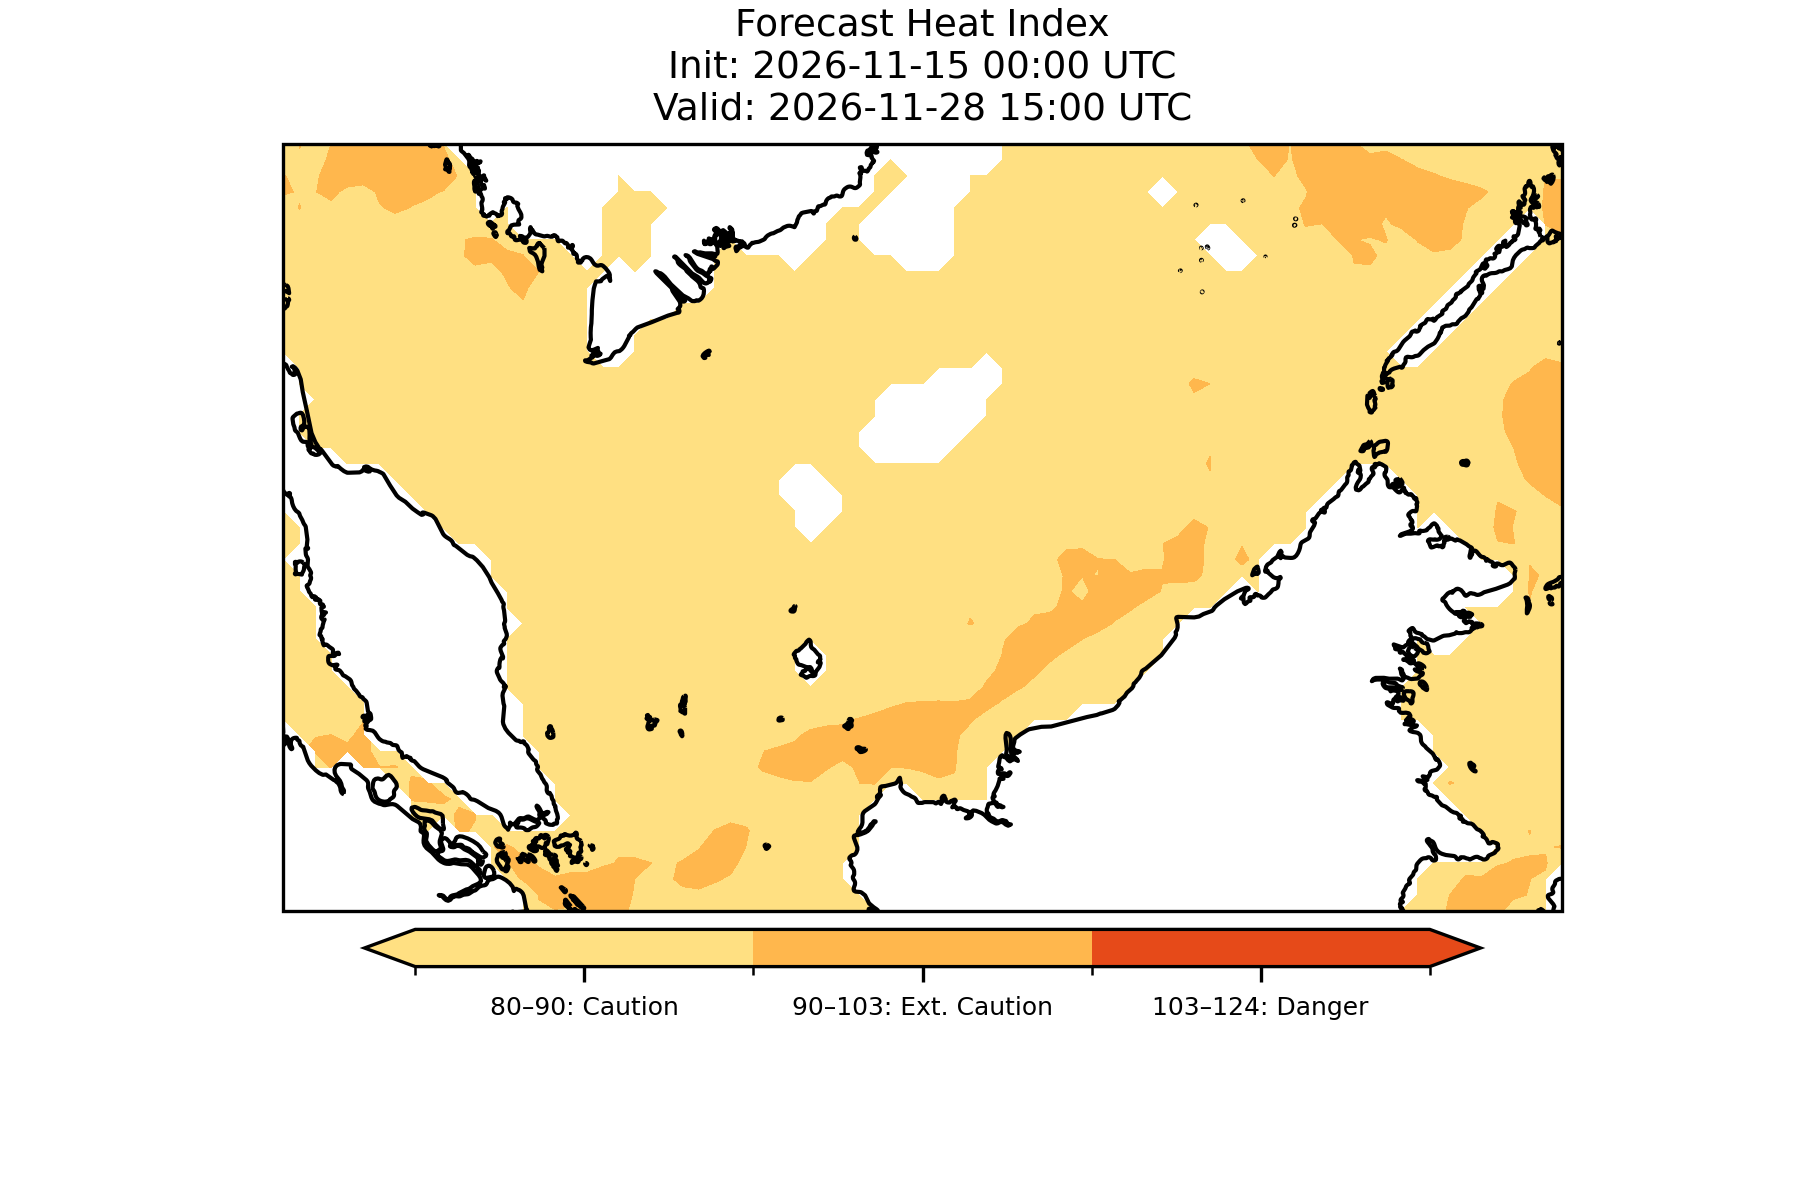 Forecast Heat Index
Init: 2026-11-15 00:00 UTC
Valid: 2026-11-28 15:00 UTC
80–90: Caution
90–103: Ext. Caution
103–124: Danger